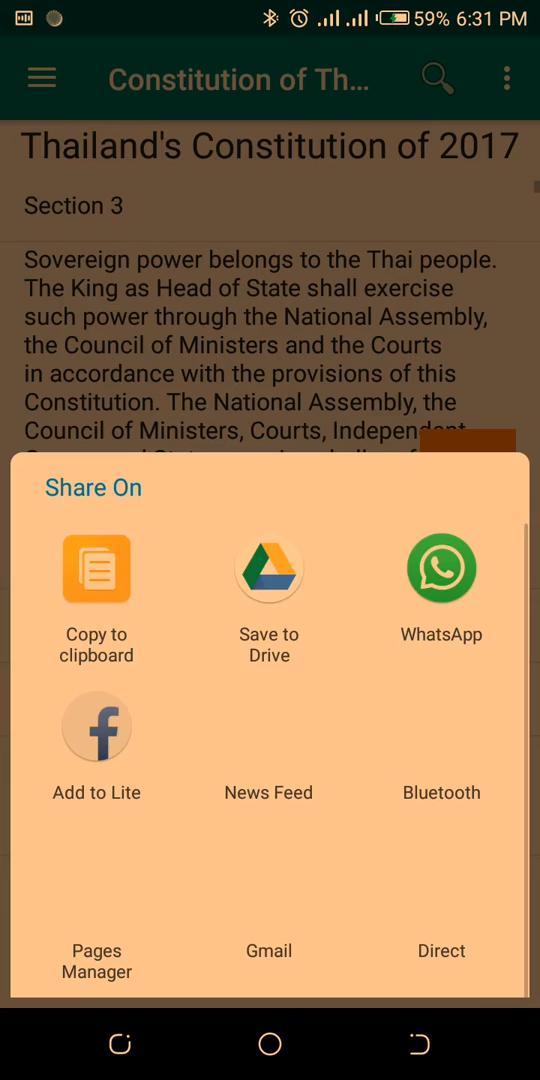 59% 6:31 PM
Constitution of Th...
Thailand's Constitution of 2017
Section 3
Sovereign power belongs to the Thai people.
The King as Head of State shall exercise
such power through the National Assembly,
the Council of Ministers and the Courts
in accordance with the provisions of this
Constitution. The National Assembly, the
Council of Ministers, Courts, Independent
Share On
Copy to
clipboard
Save to
Drive
WhatsApp
Add to Lite
News Feed
Bluetooth
Pages
Manager
Gmail
Direct